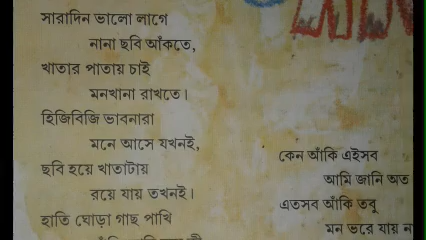 সারাদিন ভালো লাগে
নানা ছবি আঁকতে,
খাতার পাতায় চাই
মনখানা রাখতে।
হিজিবিজি ভাবনারা
মনে আসে যখনই,
ছবি হয়ে খাতাটায়
রয়ে যায় তখনই।
হাতি ঘোড়া গাছ পাখি
কেন আঁকি এইসব
আমি জানি অত
এতসব আঁকি তবু
মন ভরে যায় ন